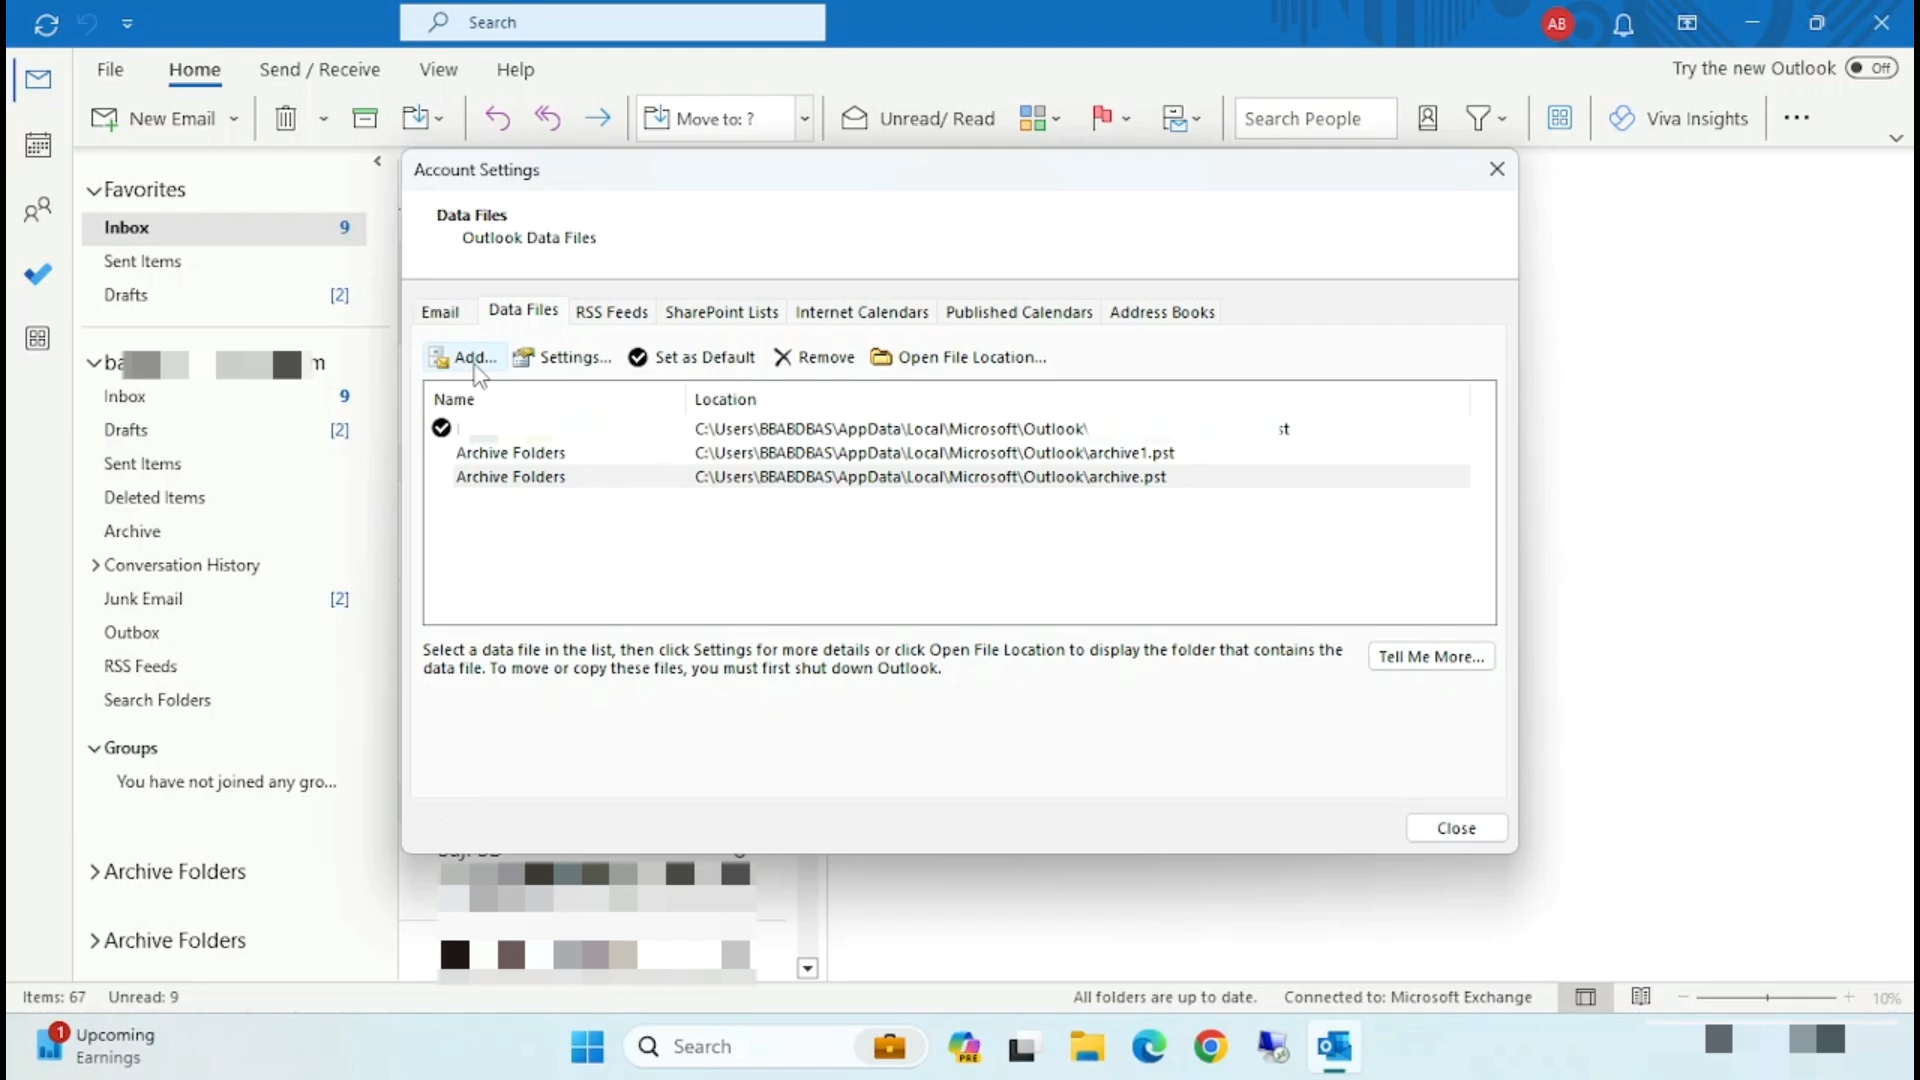 Search
AB
File Home Send / Receive View Help
Try the new Outlook Off
New Email
Move to: ?
Unread/ Read
Search People
Viva Insights
Account Settings
Data Files
Outlook Data Files
Email Data Files RSS Feeds SharePoint Lists Internet Calendars Published Calendars Address Books
Add... Settings... Set as Default Remove Open File Location...
Name Location
C:\Users\BBABDBAS\AppData\Local\Microsoft\Outlook\ st
Archive Folders C:\Users\BBABDBAS\AppData\Local\Microsoft\Outlook\archive1.pst
Archive Folders C:\Users\BBABDBAS\AppData\Local\Microsoft\Outlook\archive.pst
Select a data file in the list, then click Settings for more details or click Open File Location to display the folder that contains the
data file. To move or copy these files, you must first shut down Outlook.
Tell Me More...
Close
Favorites
Inbox 9
Sent Items
Drafts [2]
ba m
Inbox 9
Drafts [2]
Sent Items
Deleted Items
Archive
Conversation History
Junk Email [2]
Outbox
RSS Feeds
Search Folders
Groups
You have not joined any gro...
Archive Folders
Archive Folders
Items: 67 Unread: 9
All folders are up to date. Connected to: Microsoft Exchange
10%
1
Upcoming
Earnings
Search
PRE